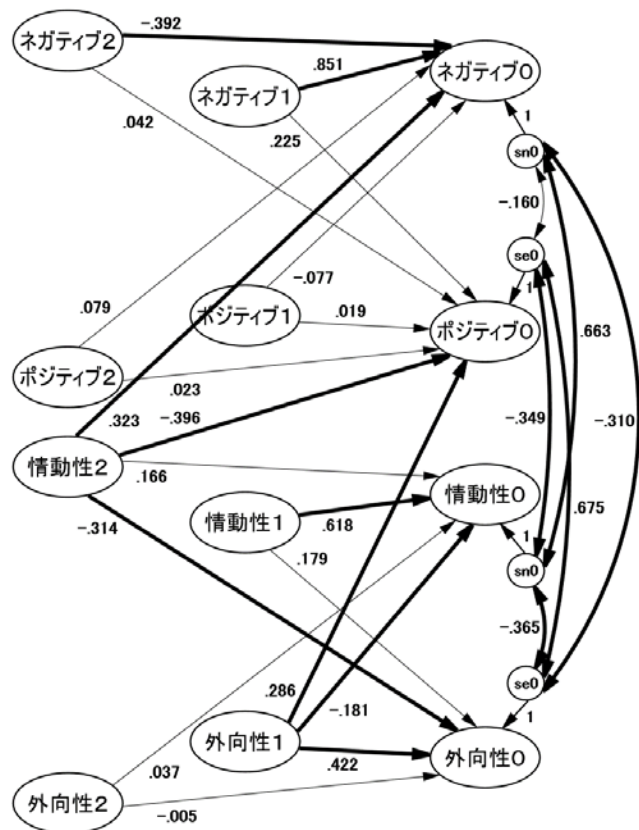 -.392
ネガティブ2
ネガティブ0
.851
ネガティブ1
1
.042
.225
sn0
-.160
se0
-.077
1
.079
ポジティブ1
.019
ポジティブ0
.663
ポジティブ2
.023
.323
-.396
-.349
-.310
情動性2
.166
情動性0
-.314
情動性1
.618
.675
1
.179
sn0
-.365
.286
se0
-.181
1
外向性1
.422
外向性0
.037
外向性2
-.005